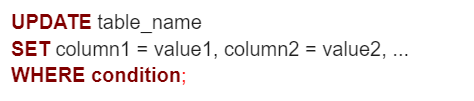 UPDATE table_name
SET column1 = value1, column2 = value2, ...
WHERE condition;